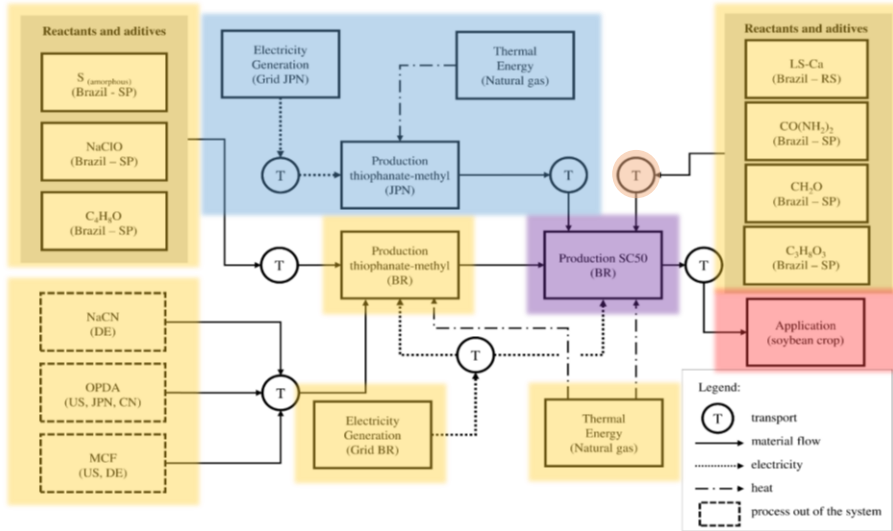 Reactants and aditives
S (amorphous)
(Brazil - SP)
NaClO
(Brazil – SP)
C₄H₈O
(Brazil – SP)
Electricity
Generation
(Grid JPN)
Thermal
Energy
(Natural gas)
T
Production
thiophanate-methyl
(JPN)
T
T
Reactants and aditives
LS-Ca
(Brazil – RS)
CO(NH₂)₂
(Brazil – SP)
CH₂O
(Brazil – SP)
C₃H₈O₃
(Brazil – SP)
T
Production
thiophanate-methyl
(BR)
Production SC50
(BR)
T
NaCN
(DE)
OPDA
(US, JPN, CN)
MCF
(US, DE)
T
T
Electricity
Generation
(Grid BR)
Thermal
Energy
(Natural gas)
Application
(soybean crop)
Legend:
T
transport
material flow
electricity
heat
process out of the system